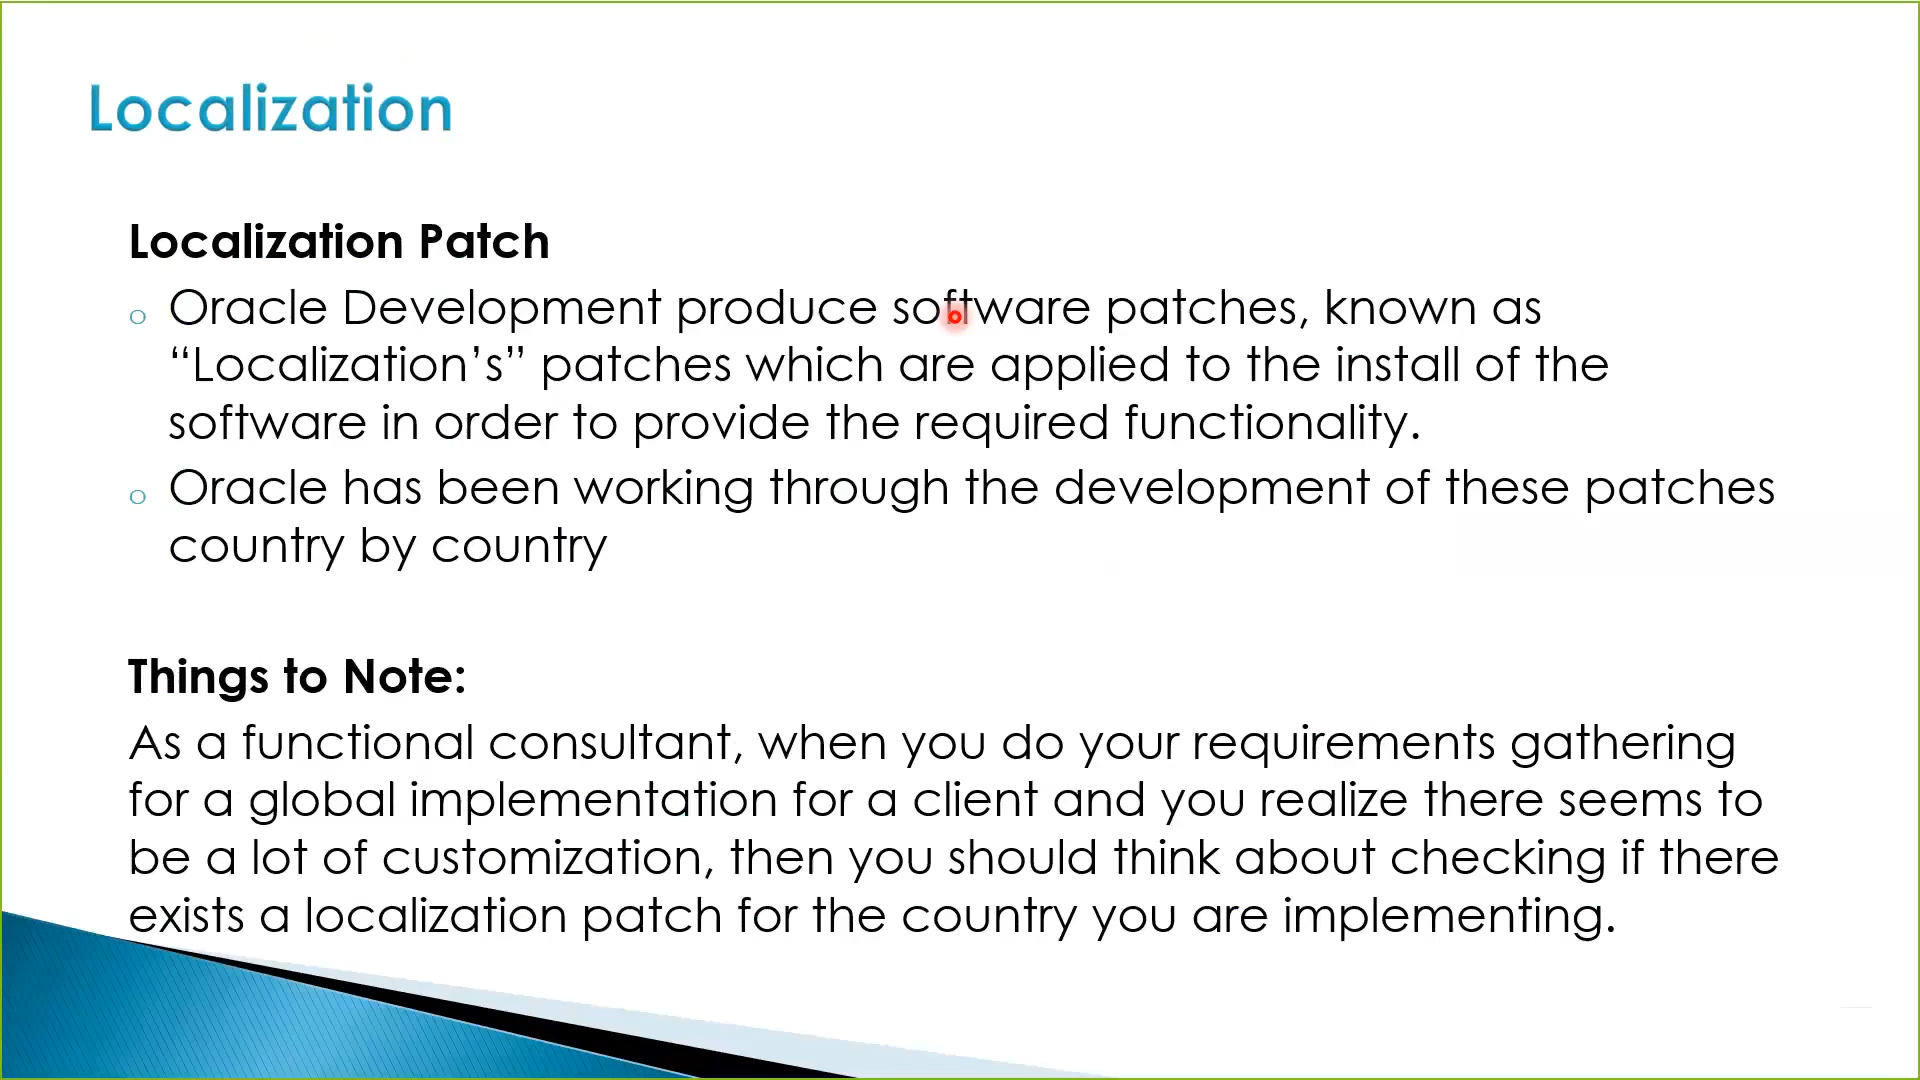 Localization
Localization Patch
o Oracle Development produce software patches, known as
“Localization’s” patches which are applied to the install of the
software in order to provide the required functionality.
o Oracle has been working through the development of these patches
country by country
Things to Note:
As a functional consultant, when you do your requirements gathering
for a global implementation for a client and you realize there seems to
be a lot of customization, then you should think about checking if there
exists a localization patch for the country you are implementing.